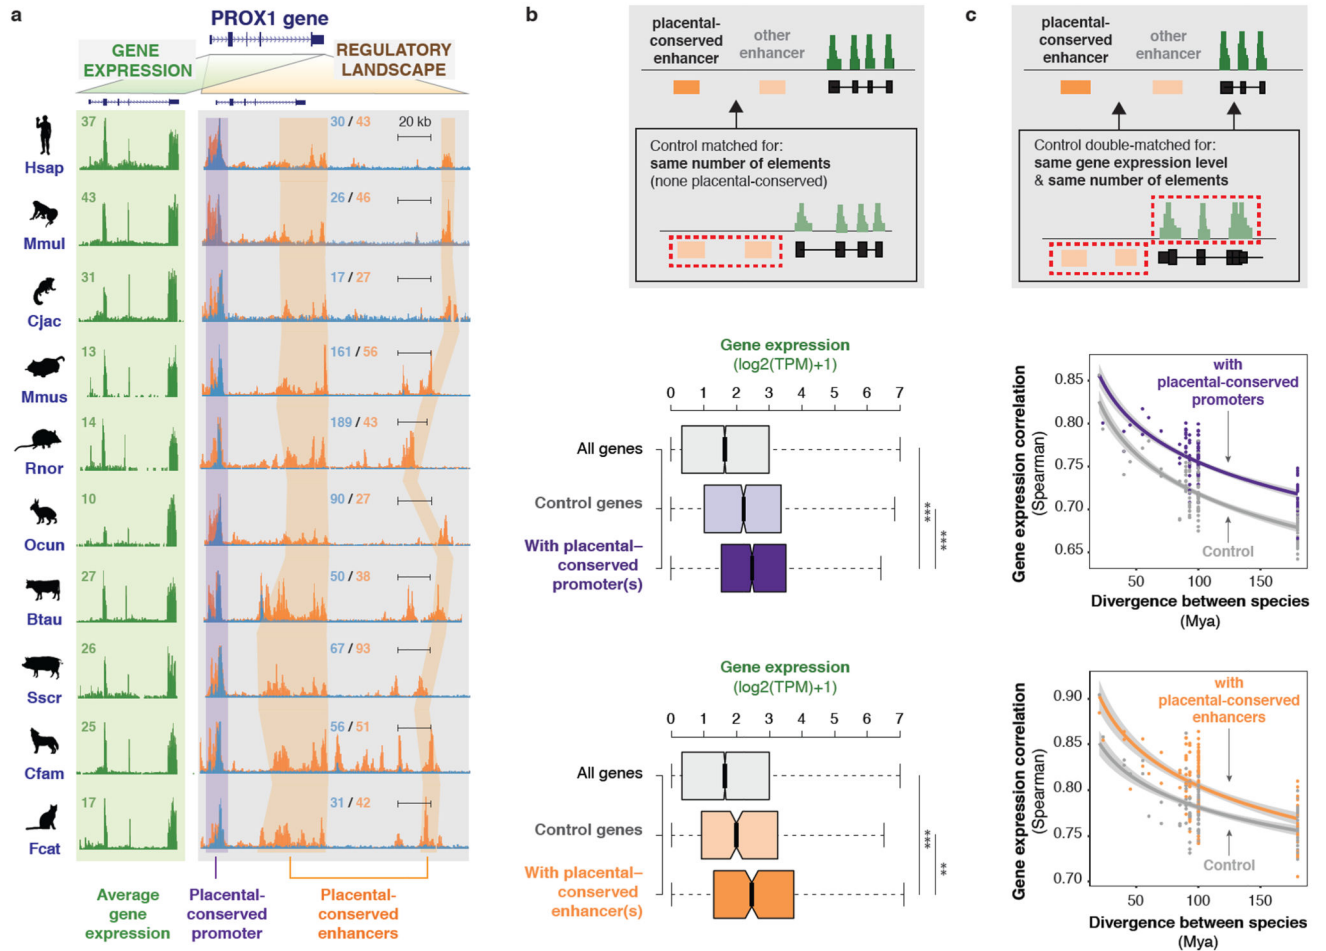 a
PROX1 gene
GENE
EXPRESSION
REGULATORY
LANDSCAPE
37
30 / 43
20 kb
Hsap
43
26 / 46
Mmul
31
17 / 27
Cjac
13
161 / 56
Mmus
14
189 / 43
Rnor
10
90 / 27
Ocun
27
50 / 38
Btau
26
67 / 93
Sscr
25
56 / 51
Cfam
17
31 / 42
Fcat
Average
gene
expression
Placental-
conserved
promoter
Placental-
conserved
enhancers
b
placental-
conserved
enhancer
other
enhancer
Control matched for:
same number of elements
(none placental-conserved)
Gene expression
(log2(TPM)+1)
0 1 2 3 4 5 6 7
All genes
Control genes
With placental–
conserved
promoter(s)
***
***
Gene expression
(log2(TPM)+1)
0 1 2 3 4 5 6 7
All genes
Control genes
With placental–
conserved
enhancer(s)
***
**
c
placental-
conserved
enhancer
other
enhancer
Control double-matched for:
same gene expression level
& same number of elements
Gene expression correlation
(Spearman)
0.85
0.80
0.75
0.70
0.65
with
placental-conserved
promoters
Control
50 100 150
Divergence between species
(Mya)
Gene expression correlation
(Spearman)
0.90
0.85
0.80
0.75
0.70
with
placental-conserved
enhancers
Control
50 100 150
Divergence between species
(Mya)